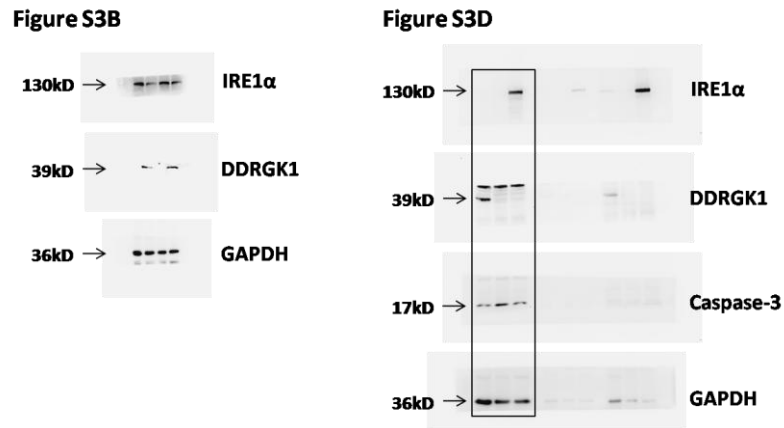 Figure S3B
130kD → IRE1α
39kD → DDRGK1
36kD → GAPDH
Figure S3D
130kD → IRE1α
39kD → DDRGK1
17kD → Caspase-3
36kD → GAPDH